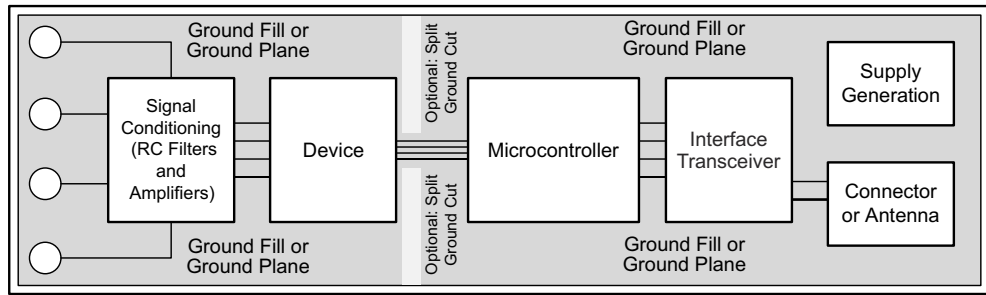 Ground Fill or
Ground Plane
Optional: Split
Ground Cut
Ground Fill or
Ground Plane
Supply
Generation
Signal
Conditioning
(RC Filters
and
Amplifiers)
Device
Microcontroller
Interface
Transceiver
Connector
or Antenna
Ground Fill or
Ground Plane
Optional: Split
Ground Cut
Ground Fill or
Ground Plane